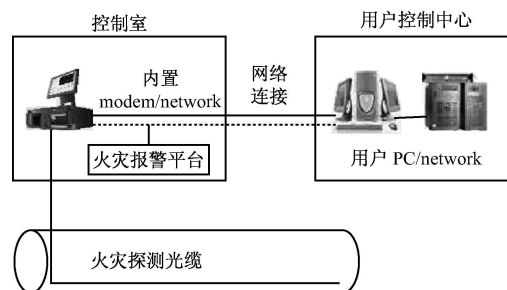 控制室
用户控制中心
内置
modem/network
网络
连接
火灾报警平台
用户 PC/network
火灾探测光缆